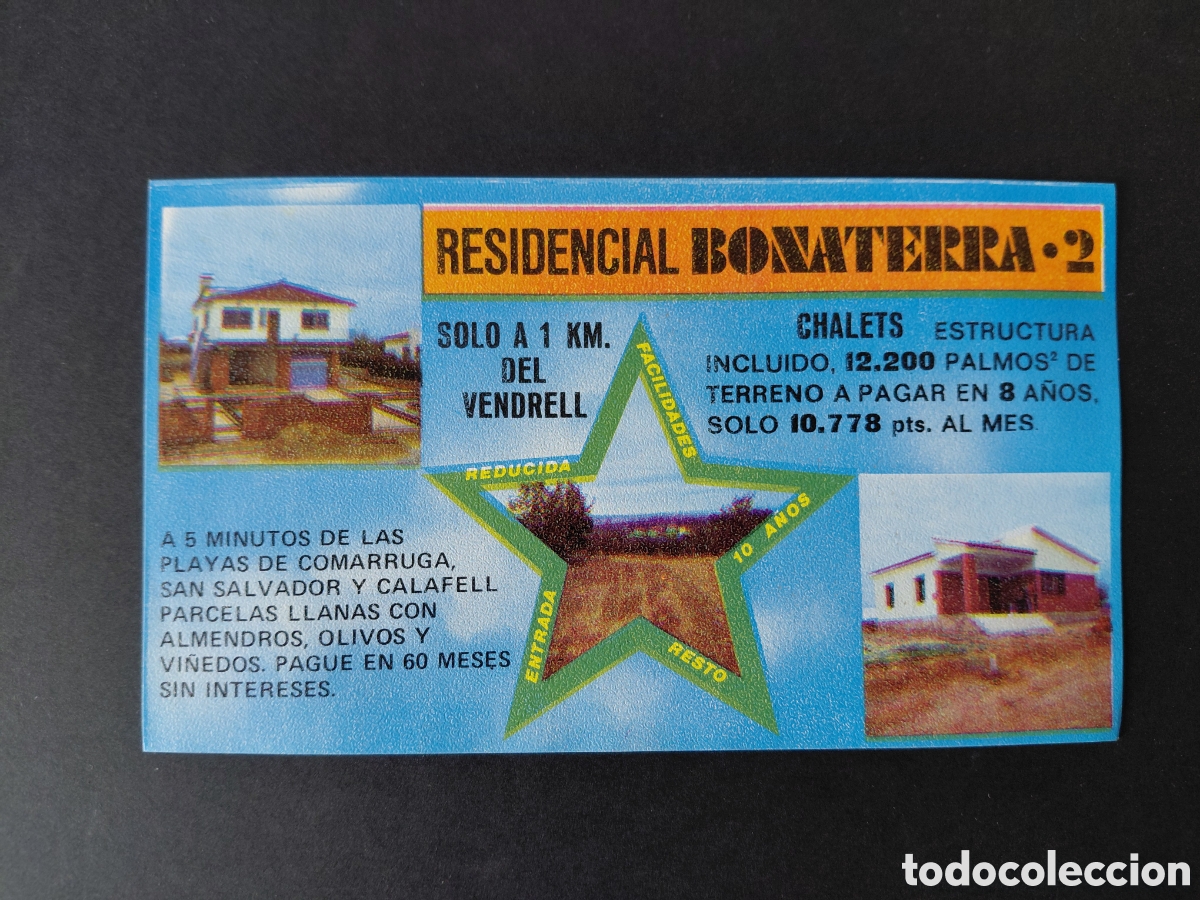 RESIDENCIAL BONATERRA·2
SOLO A 1 KM.
DEL
VENDRELL
CHALETS ESTRUCTURA
INCLUIDO, 12.200 PALMOS² DE
TERRENO A PAGAR EN 8 AÑOS,
SOLO 10.778 pts. AL MES.
ENTRADA
REDUCIDA
FACILIDADES
RESTO
10 AÑOS
A 5 MINUTOS DE LAS
PLAYAS DE COMARRUGA,
SAN SALVADOR Y CALAFELL
PARCELAS LLANAS CON
ALMENDROS, OLIVOS Y
VIÑEDOS. PAGUE EN 60 MESES
SIN INTERESES.
todocoleccion